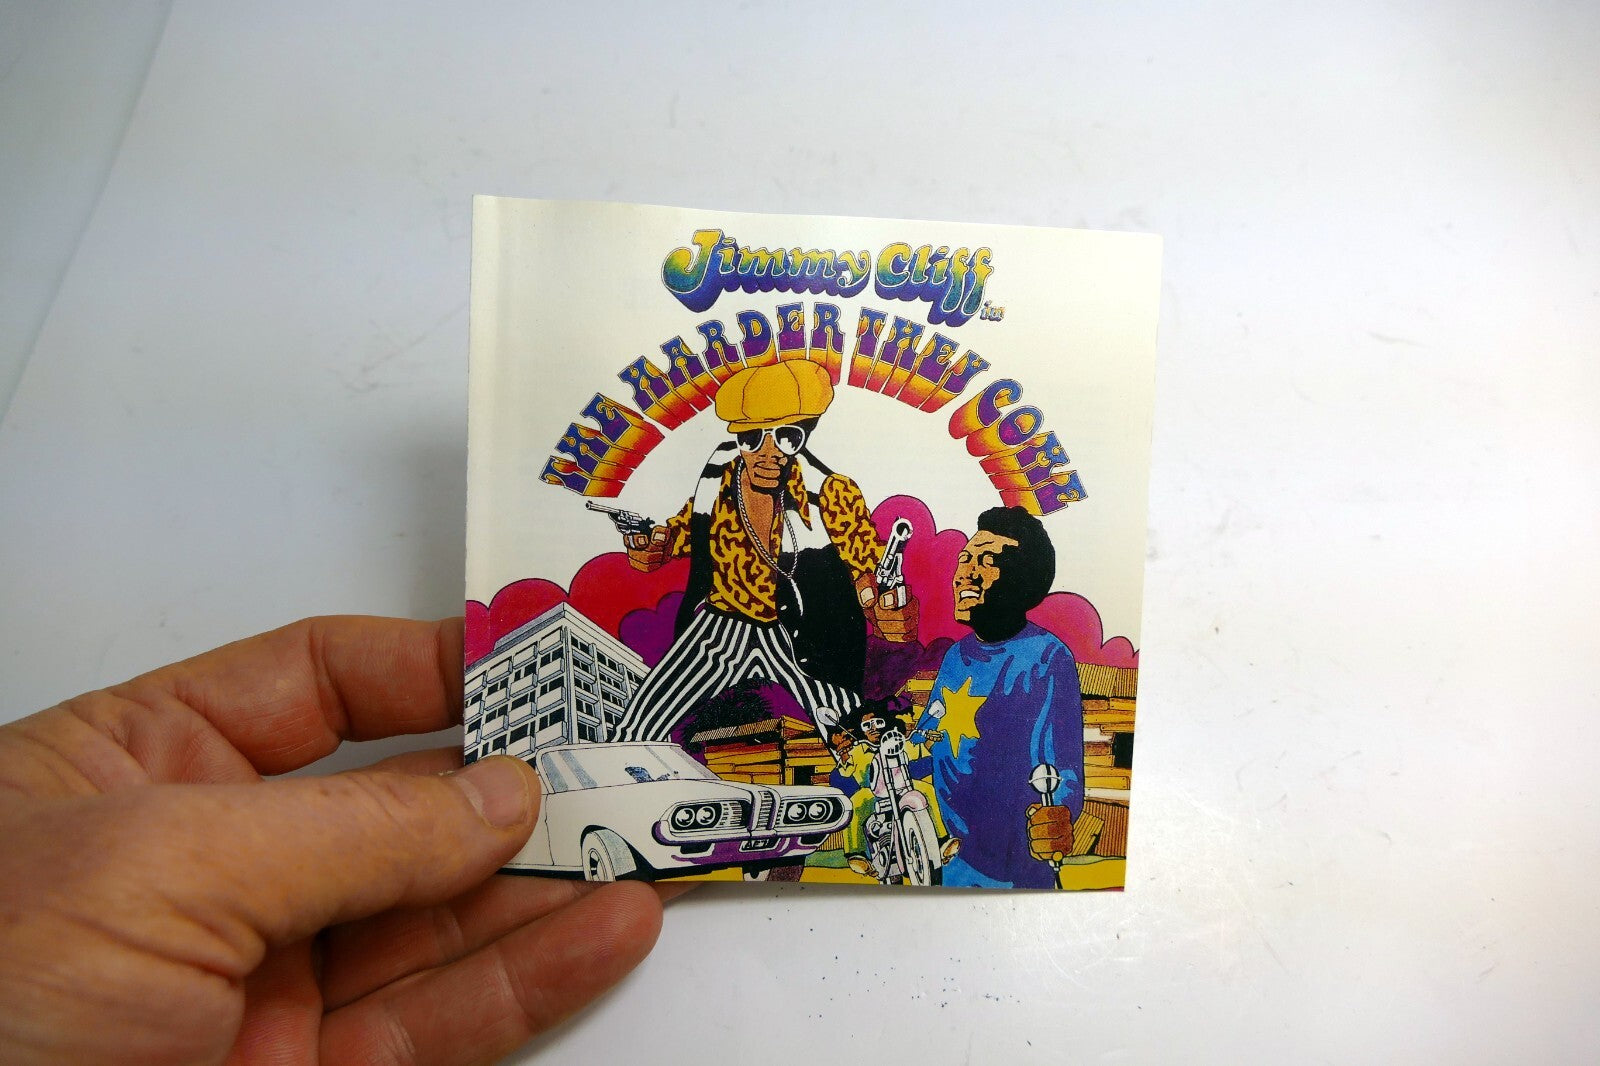 Jimmy Cliff
in
THE HARDER THEY COME